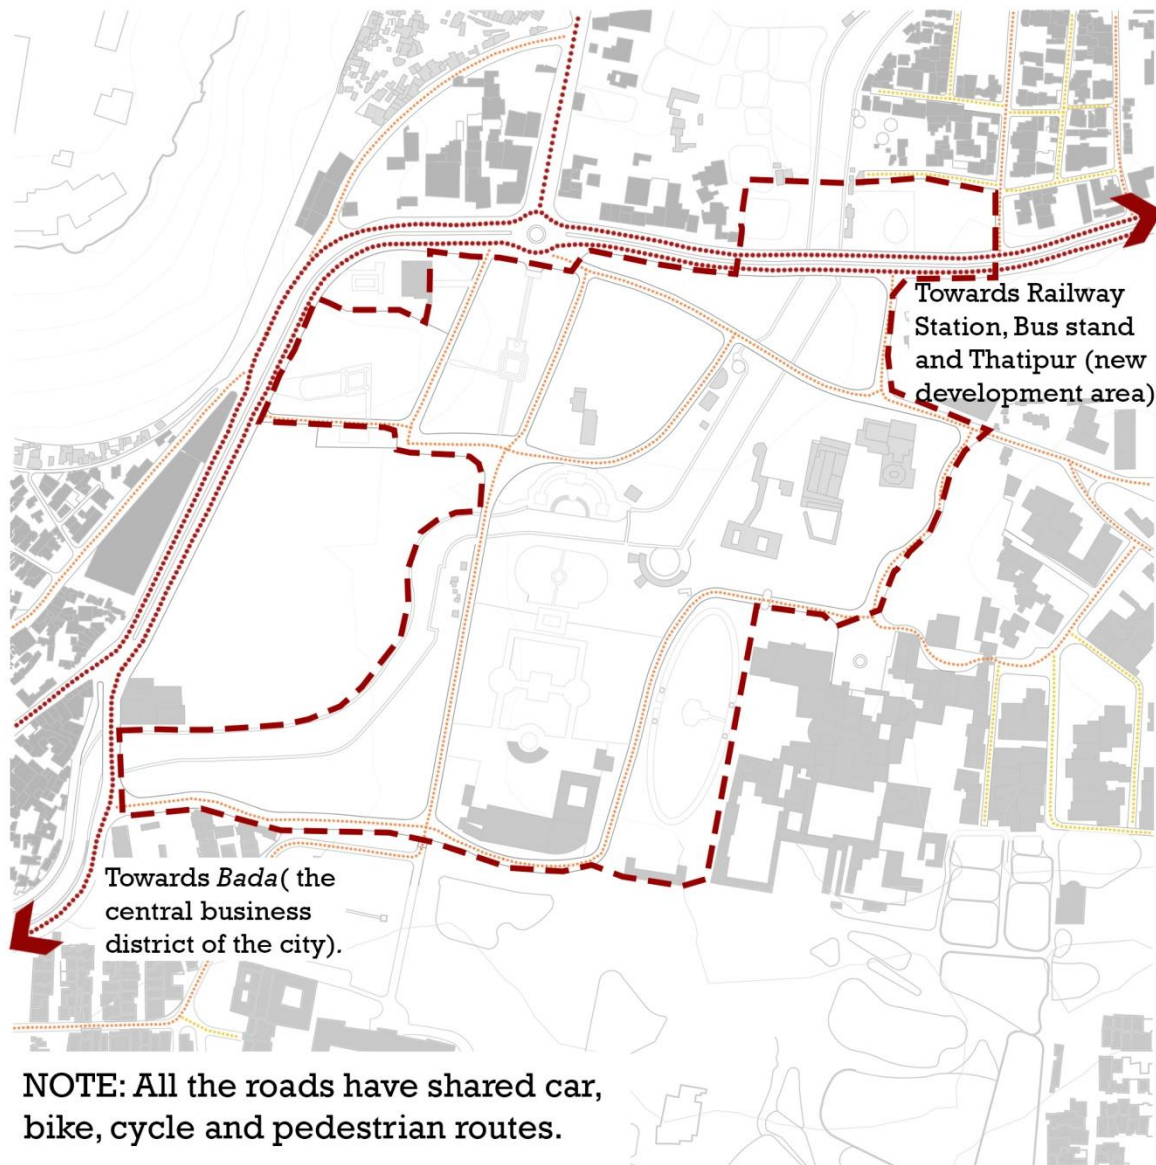 Towards Railway
Station, Bus stand
and Thatipur (new
development area)
Towards Bada( the
central business
district of the city).
NOTE: All the roads have shared car,
bike, cycle and pedestrian routes.